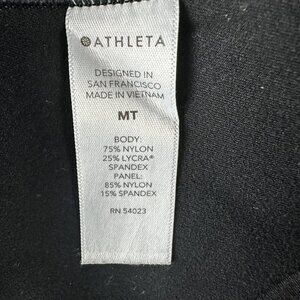 ATHLETA
DESIGNED IN
SAN FRANCISCO
MADE IN VIETNAM
MT
BODY:
75% NYLON
25% LYCRA®
SPANDEX
PANEL:
85% NYLON
15% SPANDEX
RN 54023